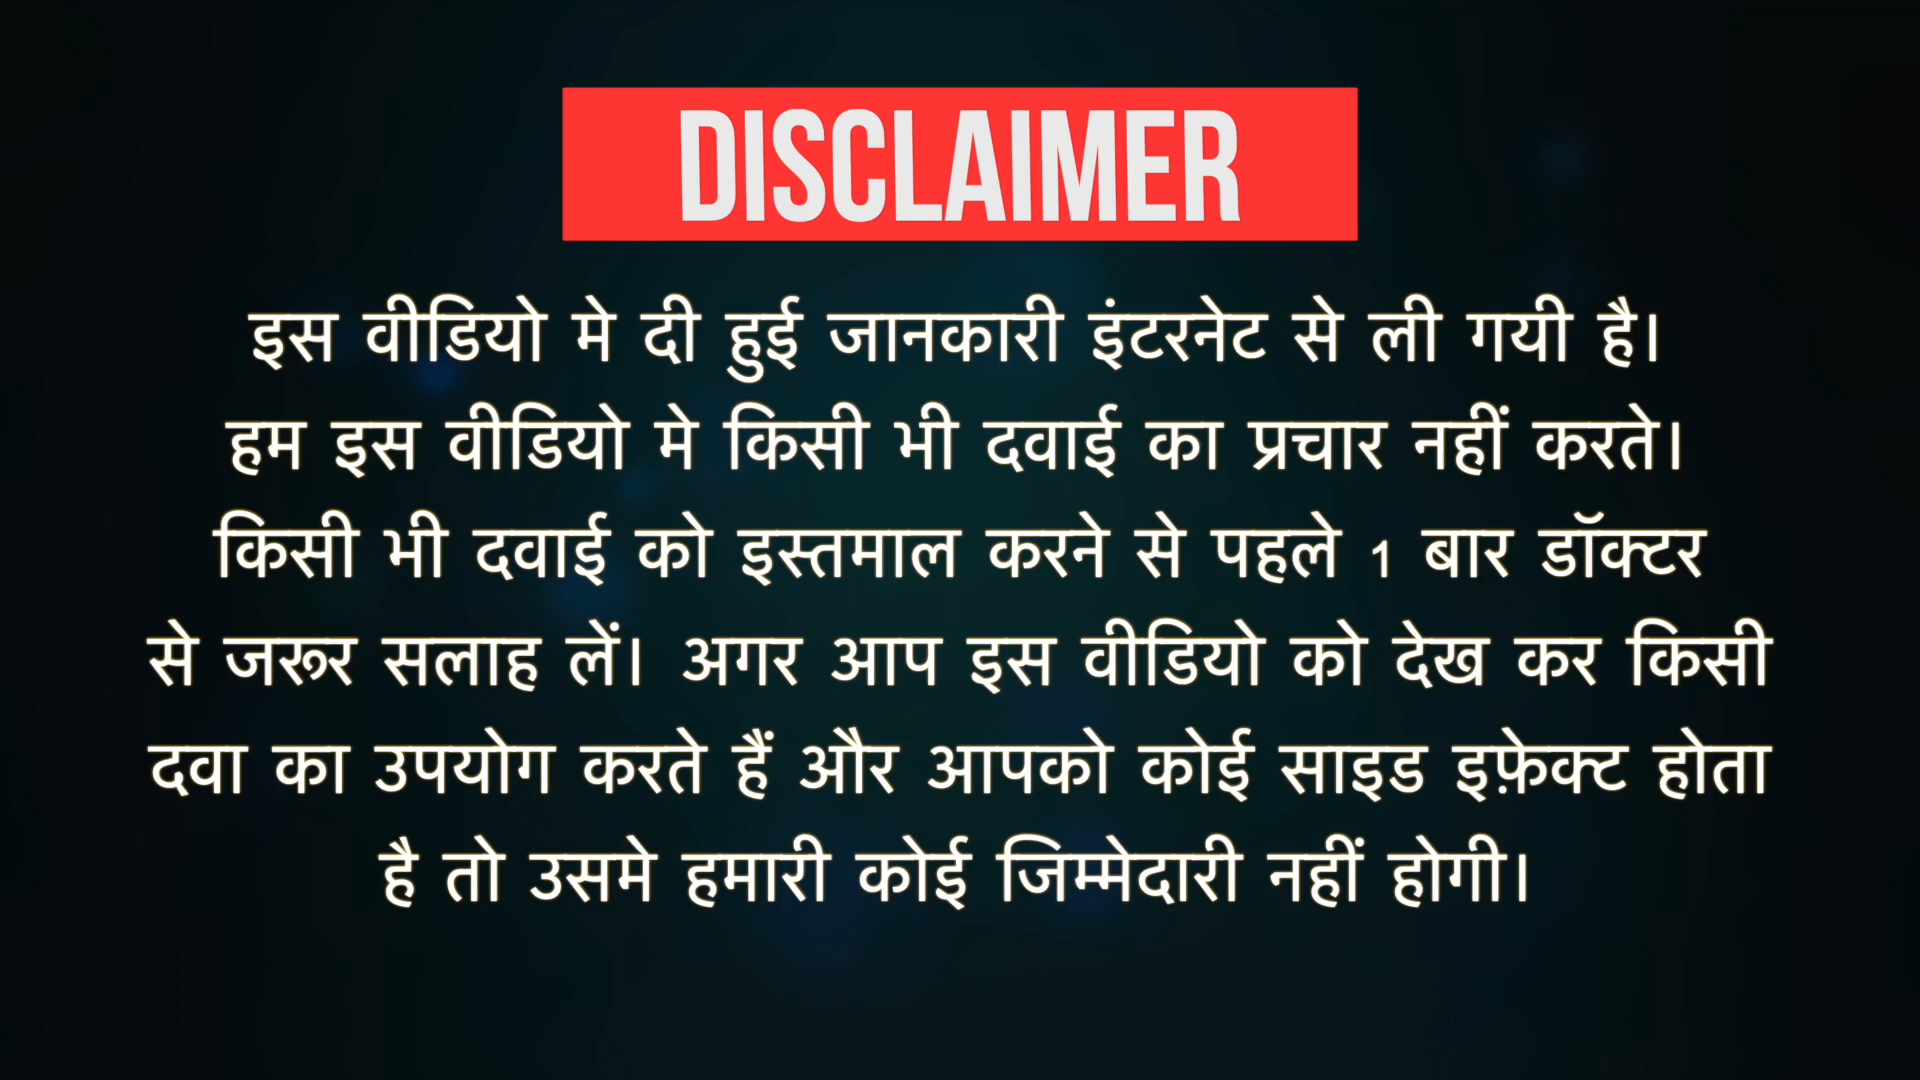 DISCLAIMER
इस वीडियो मे दी हुई जानकारी इंटरनेट से ली गयी है।
हम इस वीडियो मे किसी भी दवाई का प्रचार नहीं करते।
किसी भी दवाई को इस्तमाल करने से पहले 1 बार डॉक्टर
से जरूर सलाह लें। अगर आप इस वीडियो को देख कर किसी
दवा का उपयोग करते हैं और आपको कोई साइड इफ़ेक्ट होता
है तो उसमे हमारी कोई जिम्मेदारी नहीं होगी।